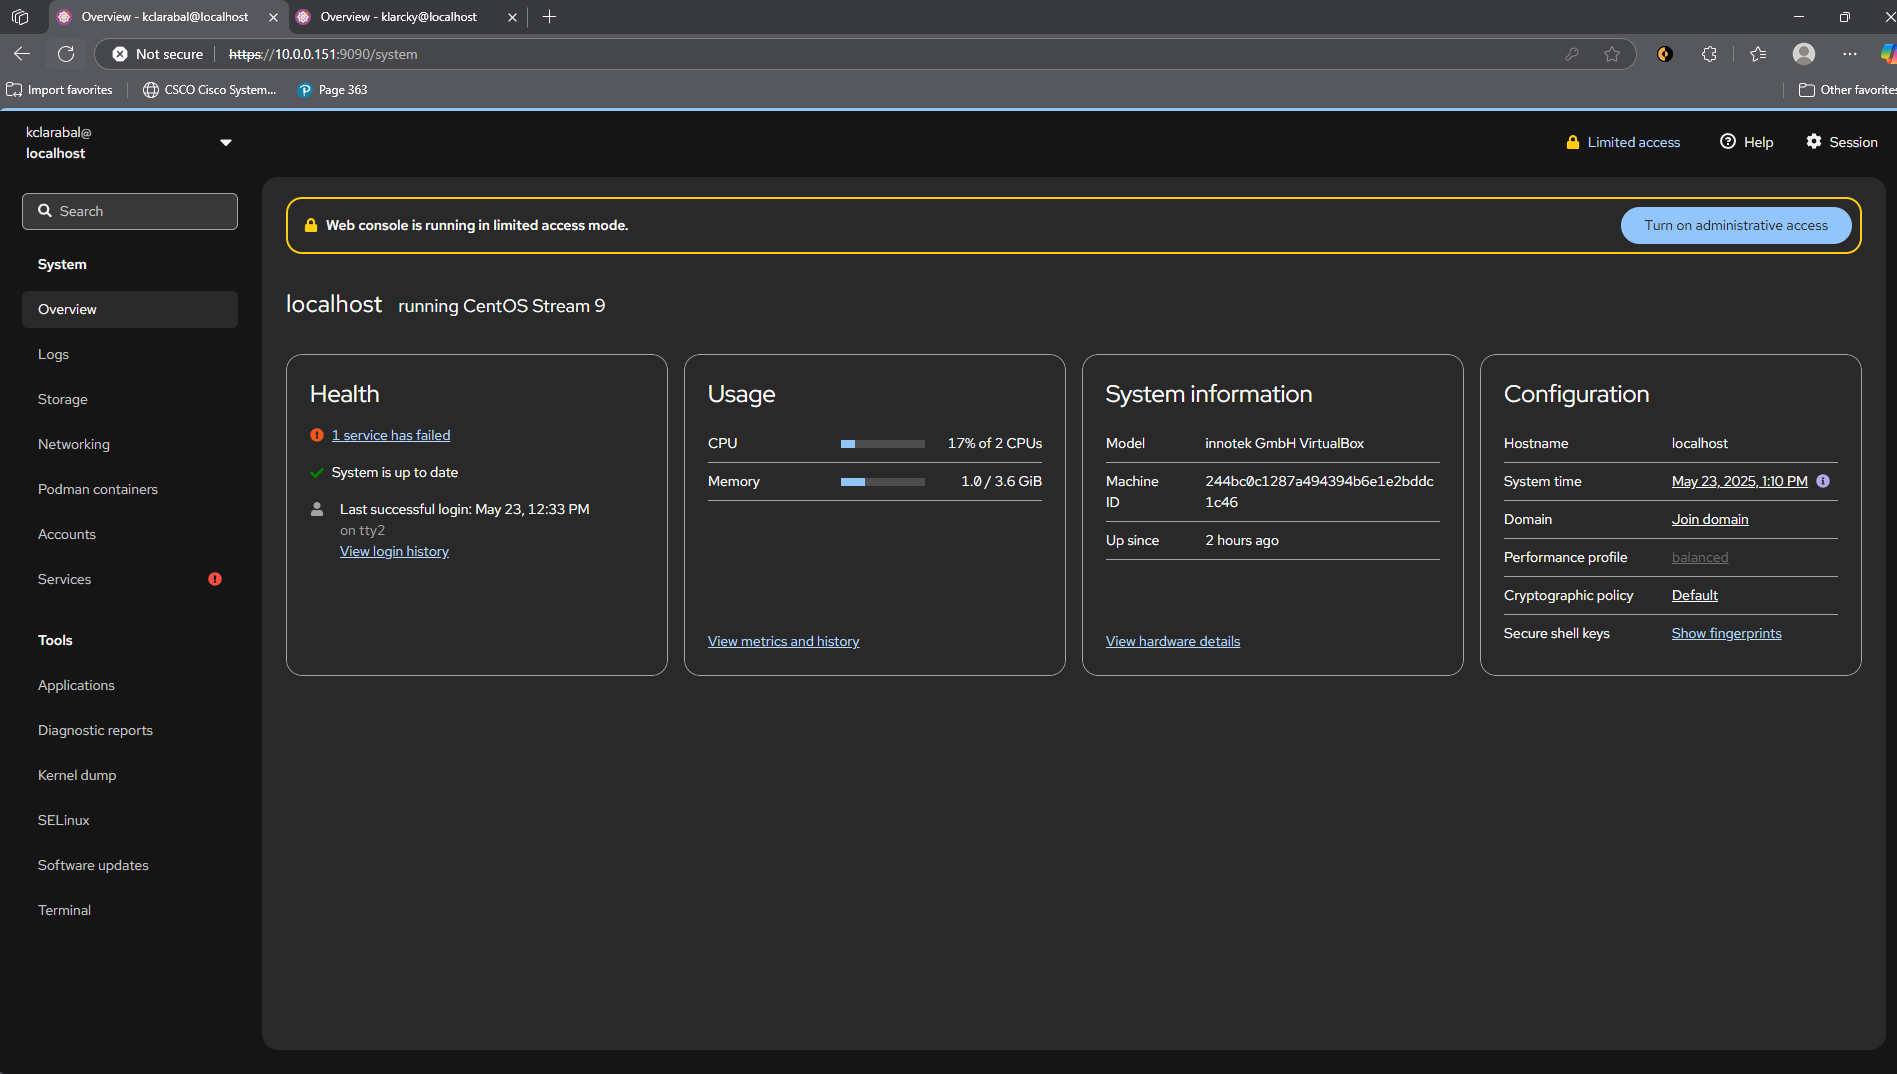 Overview - kclarabal@localhost
Overview - klarcky@localhost
Not secure
https://10.0.0.151:9090/system
Import favorites
CSCO Cisco System...
Page 363
Other favorites
kclarabal@
localhost
Limited access
Help
Session
Search
Web console is running in limited access mode.
Turn on administrative access
System
Overview
Logs
Storage
Networking
Podman containers
Accounts
Services
Tools
Applications
Diagnostic reports
Kernel dump
SELinux
Software updates
Terminal
localhost running CentOS Stream 9
Health
1 service has failed
System is up to date
Last successful login: May 23, 12:33 PM
on tty2
View login history
Usage
CPU 17% of 2 CPUs
Memory 1.0 / 3.6 GiB
View metrics and history
System information
Model innotek GmbH VirtualBox
Machine ID 244bc0c1287a494394b6e1e2bddc
1c46
Up since 2 hours ago
View hardware details
Configuration
Hostname localhost
System time May 23, 2025, 1:10 PM
Domain Join domain
Performance profile balanced
Cryptographic policy Default
Secure shell keys Show fingerprints